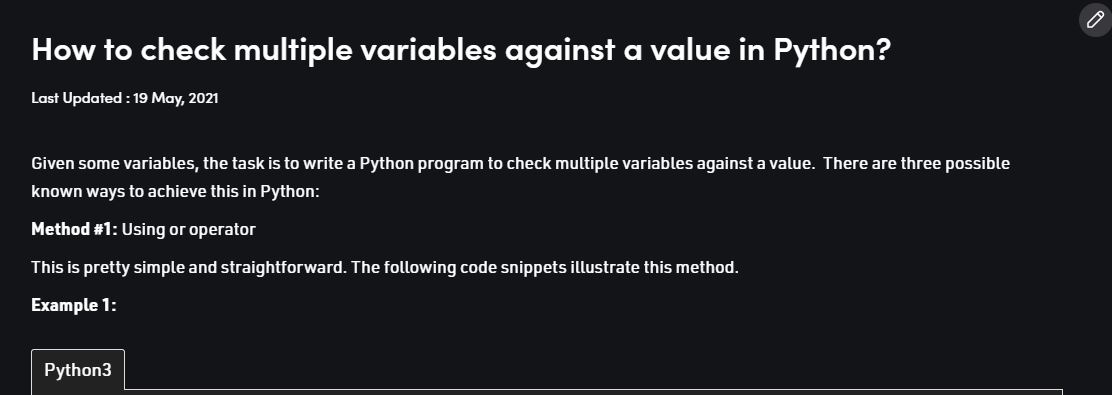 How to check multiple variables against a value in Python?
Last Updated : 19 May, 2021
Given some variables, the task is to write a Python program to check multiple variables against a value.  There are three possible
known ways to achieve this in Python:
Method #1: Using or operator
This is pretty simple and straightforward. The following code snippets illustrate this method.
Example 1:
Python3